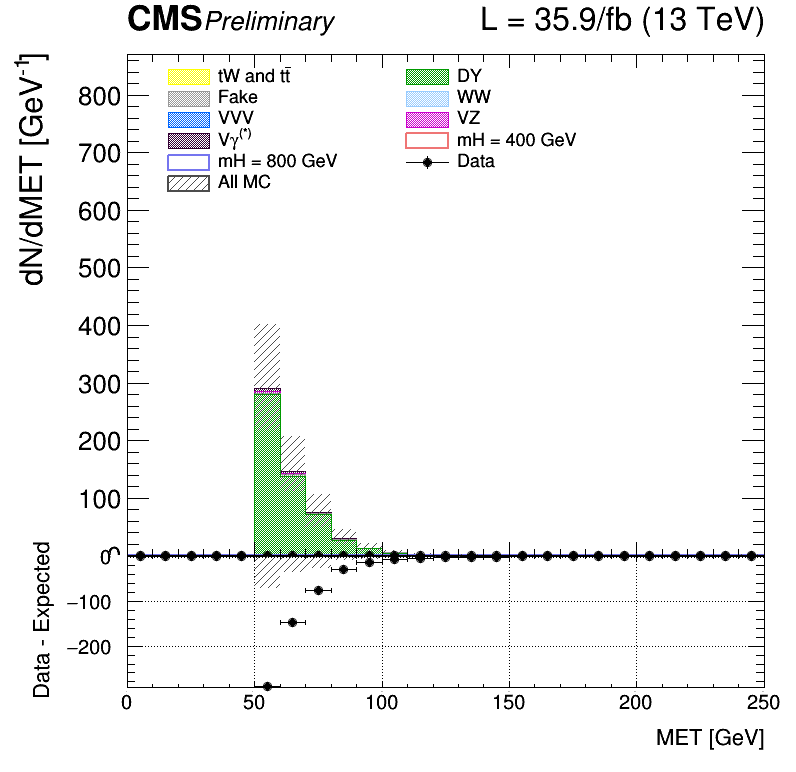 CMS Preliminary L = 35.9/fb (13 TeV)
dN/dMET [GeV⁻¹]
tW and tt̄
Fake
VVV
Vγ(*)
mH = 800 GeV
All MC
DY
WW
VZ
mH = 400 GeV
Data
800
700
600
500
400
300
200
100
0
Data - Expected
0
−100
−200
0 50 100 150 200 250
MET [GeV]